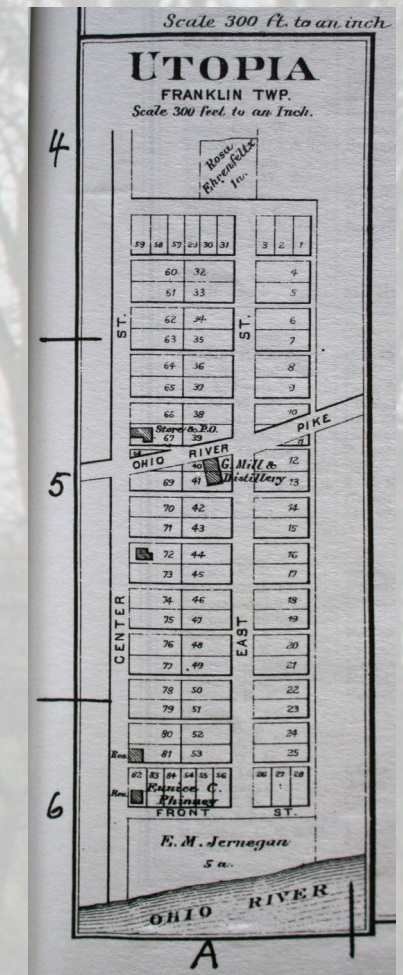 Scale 300 ft. to an inch
UTOPIA
FRANKLIN TWP.
Scale 300 feet to an Inch.
4
Rosa
Ehrenfeltz
1a.
59 58 57 29 30 31 3 2 1
60 32 4
61 33 5
ST. ST.
62 34 6
63 35 7
64 36 8
65 37 9
66 38 10
Store & P.O.
67 39 11
OHIO RIVER PIKE
5
40 G. Mill & 12
69 41 Distillery 13
70 42 14
71 43 15
72 44 16
73 45 17
CENTER EAST
74 46 18
75 47 19
76 48 20
77 49 21
78 50 22
79 51 23
80 52 24
Res. 81 53 25
82 83 84 54 55 56 26 27 28
6
Res. Eunice C.
Phinney
FRONT ST.
E. M. Jernegan
5 a.
OHIO RIVER
A